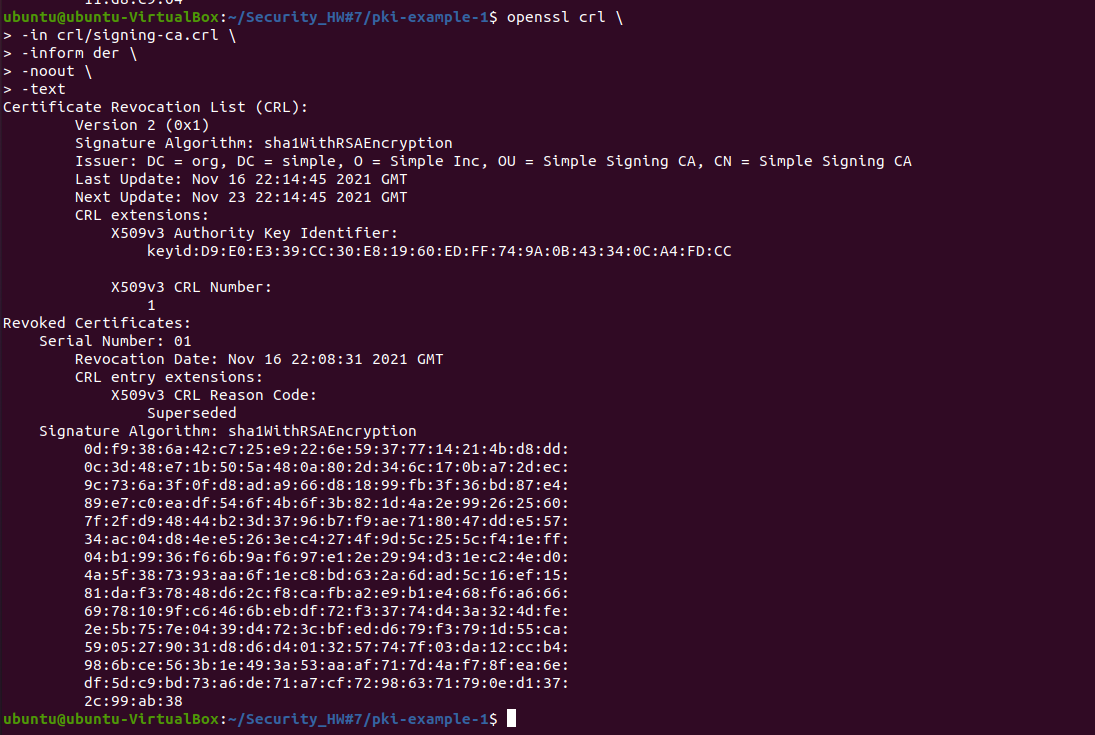 ubuntu@ubuntu-VirtualBox:~/Securissy_HW#7/pki-example-1$ openssl crl \
> -in crl/signing-ca.crl \
> -inform der \
> -noout \
> -text
Certificate Revocation List (CRL):
        Version 2 (0x1)
        Signature Algorithm: sha1WithRSAEncryption
        Issuer: DC = org, DC = simple, O = Simple Inc, OU = Simple Signing CA, CN = Simple Signing CA
        Last Update: Nov 16 22:14:45 2021 GMT
        Next Update: Nov 23 22:14:45 2021 GMT
        CRL extensions:
            X509v3 Authority Key Identifier:
                keyid:D9:E0:E3:39:CC:30:E8:19:60:ED:FF:74:9A:0B:43:34:0C:A4:FD:CC
            X509v3 CRL Number:
                1
Revoked Certificates:
    Serial Number: 01
        Revocation Date: Nov 16 22:08:31 2021 GMT
        CRL entry extensions:
            X509v3 CRL Reason Code:
                Superseded
    Signature Algorithm: sha1WithRSAEncryption
         0d:f9:38:6a:42:c7:25:e9:22:6e:59:37:77:14:21:4b:d8:dd:
         0c:3d:48:e7:1b:50:5a:48:0a:80:2d:34:6c:17:0b:a7:2d:ec:
         9c:73:6a:3f:0f:d8:ad:a9:66:d8:18:99:fb:3f:36:bd:87:e4:
         89:e7:c0:ea:df:54:6f:4b:6f:3b:82:1d:4a:2e:99:26:25:60:
         7f:2f:d9:48:44:b2:3d:37:96:b7:f9:ae:71:80:47:dd:e5:57:
         34:ac:04:d8:4e:e5:26:3e:c4:27:4f:9d:5c:25:5c:f4:1e:ff:
         04:b1:99:36:f6:6b:9a:f6:97:e1:2e:29:94:d3:1e:c2:4e:d0:
         4a:5f:38:73:93:aa:6f:1e:c8:bd:63:2a:6d:ad:5c:16:ef:15:
         81:da:f3:78:48:d6:2c:f8:ca:fb:a2:e9:b1:e4:68:f6:a6:66:
         69:78:10:9f:c6:46:6b:eb:df:72:f3:37:74:d4:3a:32:4d:fe:
         2e:5b:75:7e:04:39:d4:72:3c:bf:ed:d6:79:f3:79:1d:55:ca:
         59:05:27:90:31:d8:d6:d4:01:32:57:74:7f:03:da:12:cc:b4:
         98:6b:ce:56:3b:1e:49:3a:53:aa:af:71:7d:4a:f7:8f:ea:6e:
         df:5d:c9:bd:73:a6:de:71:a7:cf:72:98:63:71:79:0e:d1:37:
         2c:99:ab:38
ubuntu@ubuntu-VirtualBox:~/Securissy_HW#7/pki-example-1$